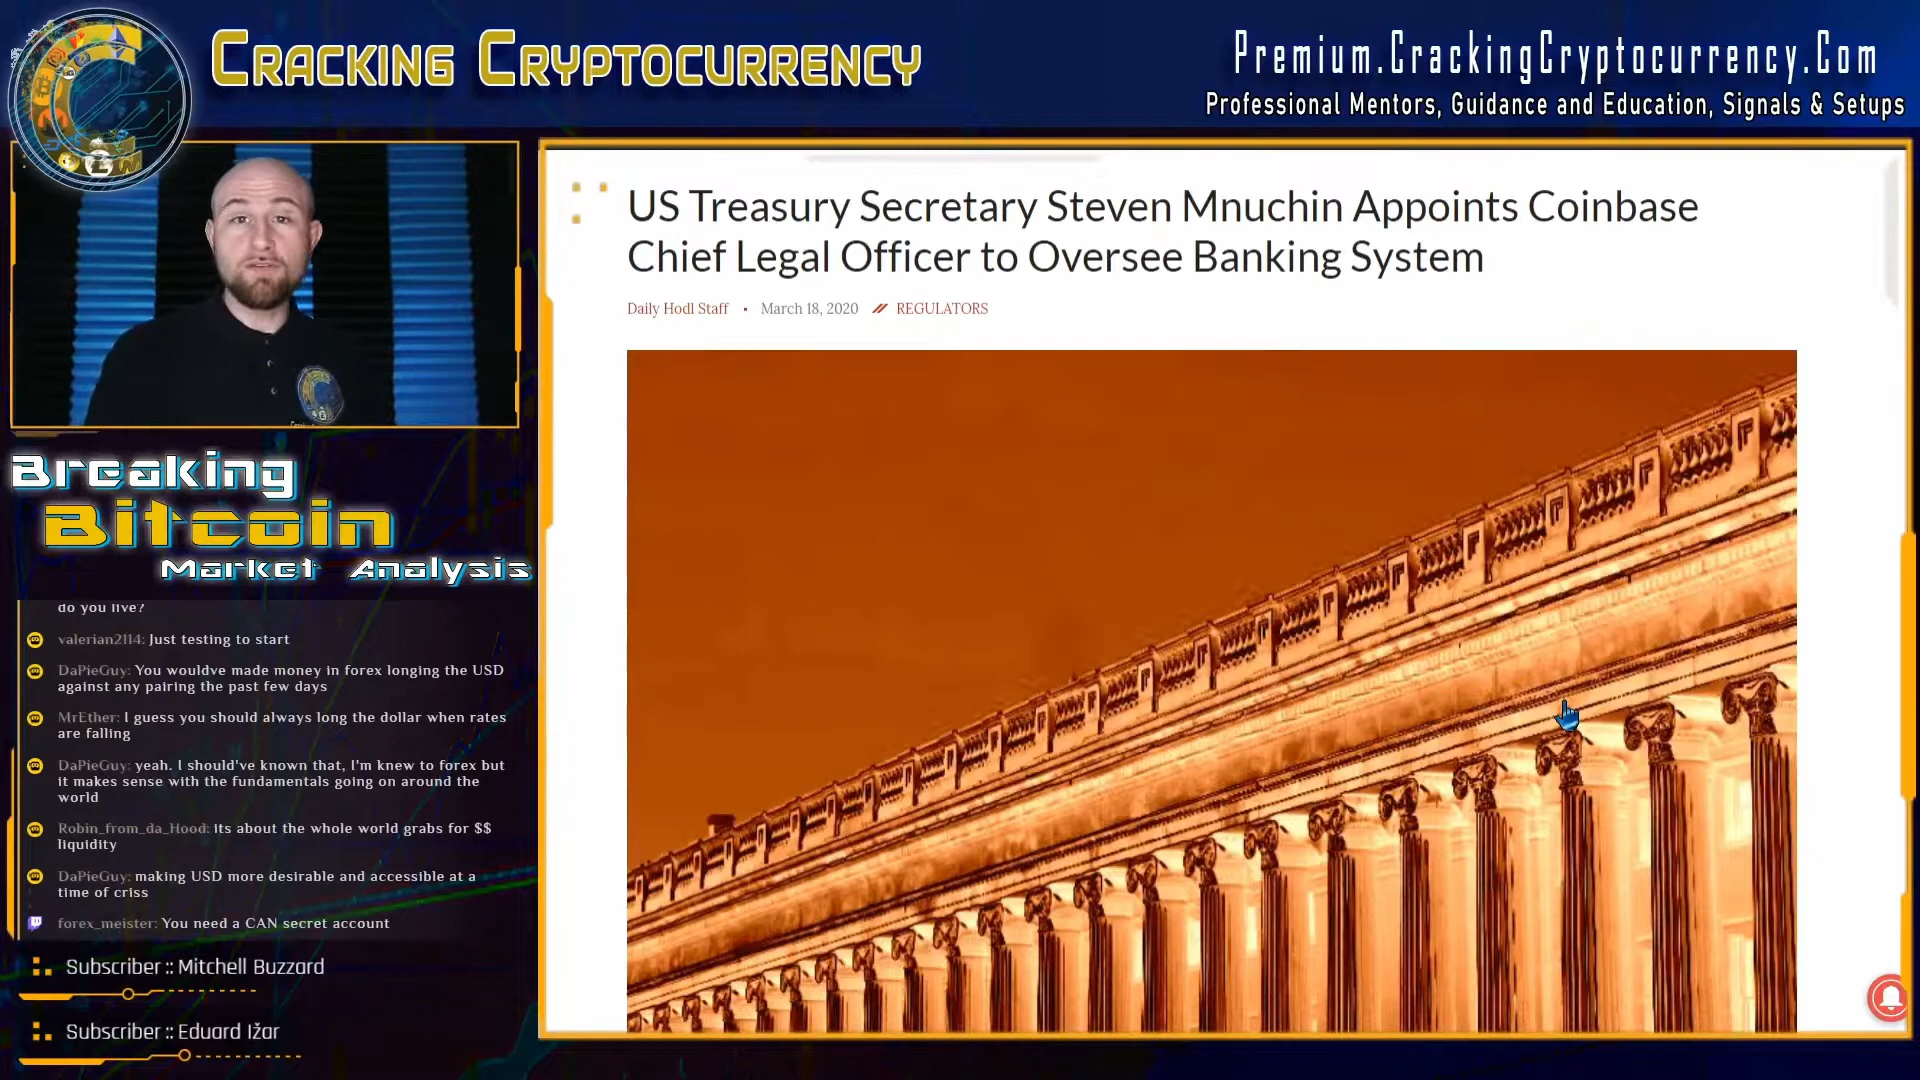 Cracking Cryptocurrency
Premium.CrackingCryptocurrency.Com
Professional Mentors, Guidance and Education, Signals & Setups
US Treasury Secretary Steven Mnuchin Appoints Coinbase
Chief Legal Officer to Oversee Banking System
Daily Hodl Staff • March 18, 2020 // REGULATORS
Breaking
Bitcoin
Market Analysis
do you live?
valerian2114: Just testing to start
DaPieGuy: You wouldve made money in forex longing the USD
against any pairing the past few days
MrEther: I guess you should always long the dollar when rates
are falling
DaPieGuy: yeah. I should've known that, I'm knew to forex but
it makes sense with the fundamentals going on around the
world
Robin_from_da_Hood: its about the whole world grabs for $$
liquidity
DaPieGuy: making USD more desirable and accessible at a
time of criss
forex_meister: You need a CAN secret account
Subscriber :: Mitchell Buzzard
Subscriber :: Eduard Ižar